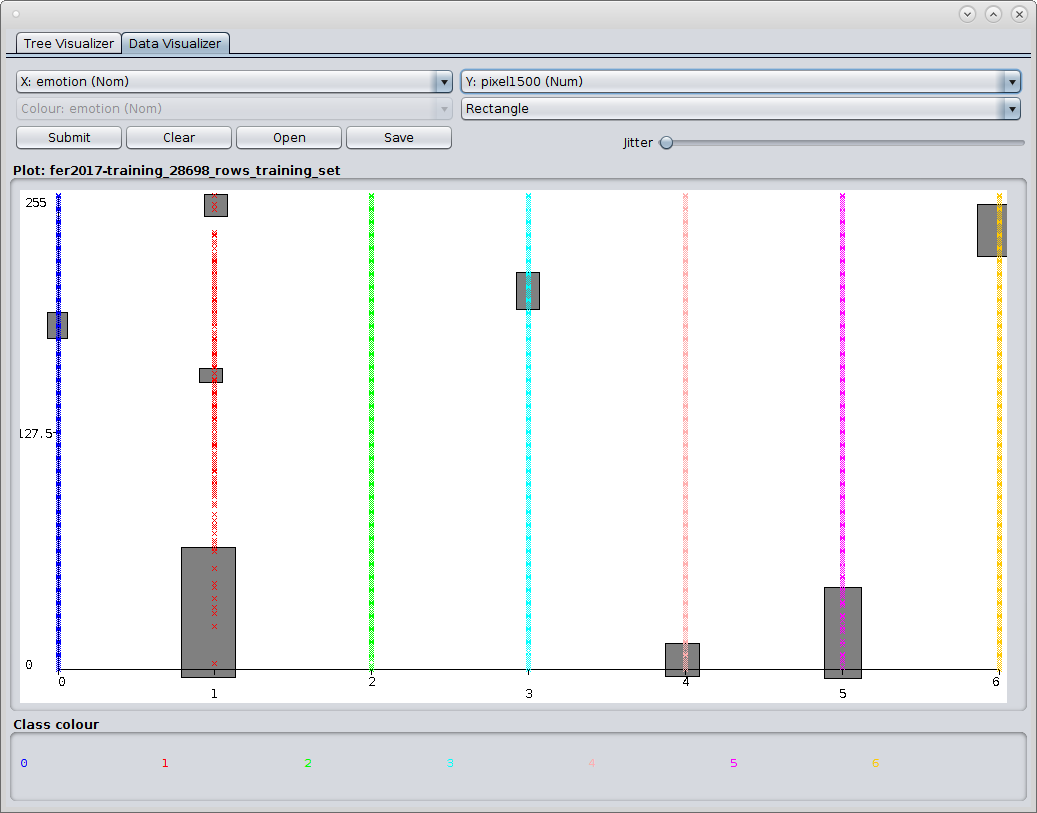 Tree Visualizer Data Visualizer
X: emotion (Nom) Y: pixel1500 (Num)
Colour: emotion (Nom) Rectangle
Submit Clear Open Save Jitter
Plot: fer2017-training_28698_rows_training_set
255
127.5
0
0 2 4 6
1 3 5
Class colour
0 1 2 3 4 5 6